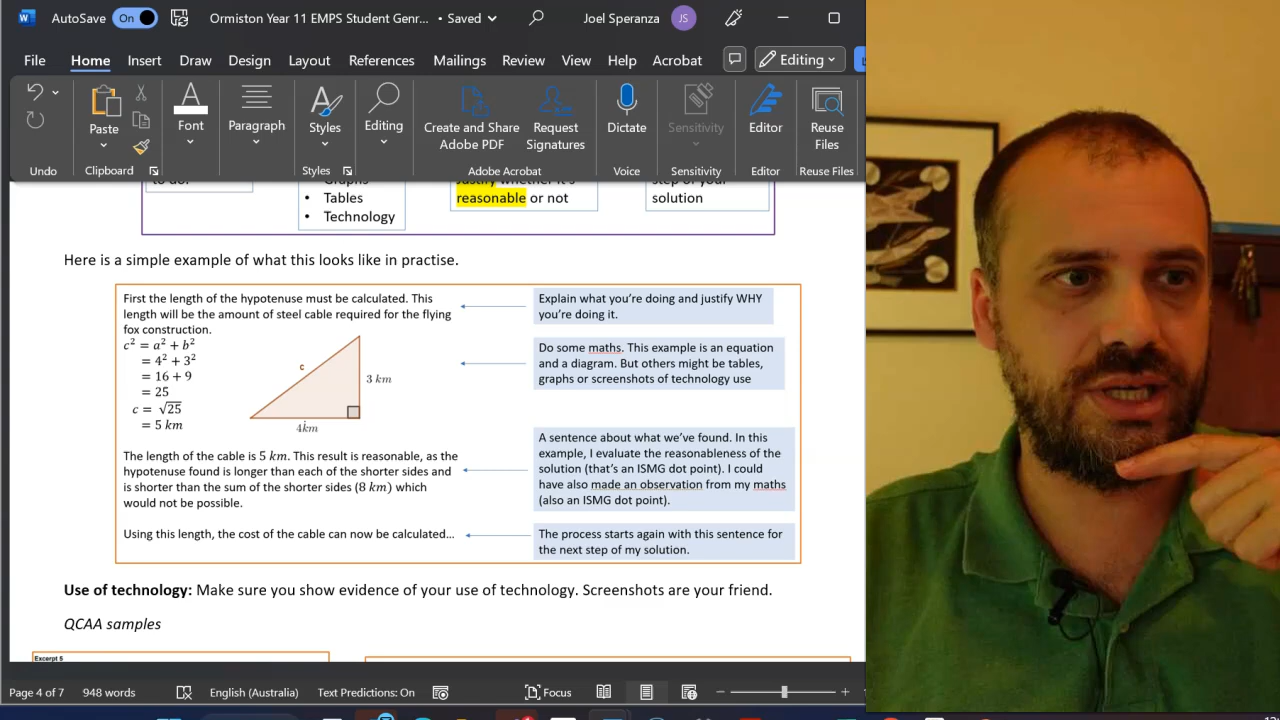 AutoSave On Ormiston Year 11 EMPS Student Genr... • Saved Joel Speranza JS
File Home Insert Draw Design Layout References Mailings Review View Help Acrobat Editing
Paste Font Paragraph Styles Editing Create and Share Adobe PDF Request Signatures Dictate Sensitivity Editor Reuse Files
Undo Clipboard Styles Adobe Acrobat Voice Sensitivity Editor Reuse Files
to do.
Graphs
• Tables
• Technology
Justify whether it's
reasonable or not
step of your
solution
Here is a simple example of what this looks like in practise.
First the length of the hypotenuse must be calculated. This
length will be the amount of steel cable required for the flying
fox construction.
c² = a² + b²
= 4² + 3²
= 16 + 9
= 25
c = √25
= 5 km
c
3 km
4km
The length of the cable is 5 km. This result is reasonable, as the
hypotenuse found is longer than each of the shorter sides and
is shorter than the sum of the shorter sides (8 km) which
would not be possible.
Using this length, the cost of the cable can now be calculated...
Explain what you're doing and justify WHY
you're doing it.
Do some maths. This example is an equation
and a diagram. But others might be tables,
graphs or screenshots of technology use
A sentence about what we've found. In this
example, I evaluate the reasonableness of the
solution (that's an ISMG dot point). I could
have also made an observation from my maths
(also an ISMG dot point).
The process starts again with this sentence for
the next step of my solution.
Use of technology: Make sure you show evidence of your use of technology. Screenshots are your friend.
QCAA samples
Excerpt 5
Page 4 of 7 948 words English (Australia) Text Predictions: On Focus